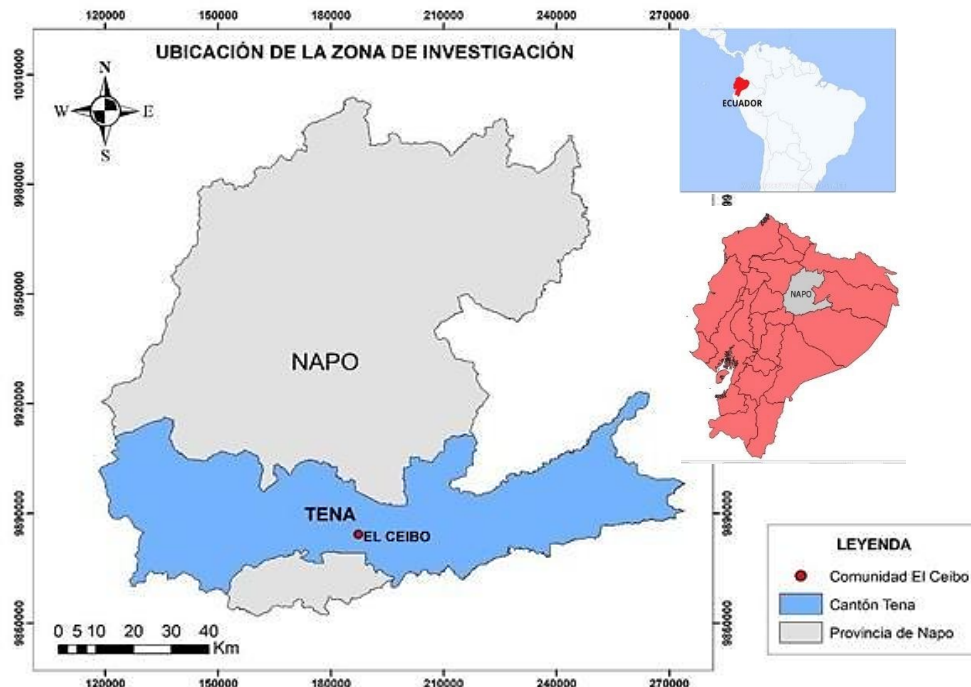 120000 150000 180000 210000 240000 270000
UBICACIÓN DE LA ZONA DE INVESTIGACIÓN
N
W E
S
ECUADOR
NAPO
NAPO
TENA
EL CEIBO
10010000
9980000
9950000
9920000
9890000
9860000
9890000
9860000
LEYENDA
Comunidad El Ceibo
Cantón Tena
Provincia de Napo
0 5 10 20 30 40
Km
120000 150000 180000 210000 240000 270000